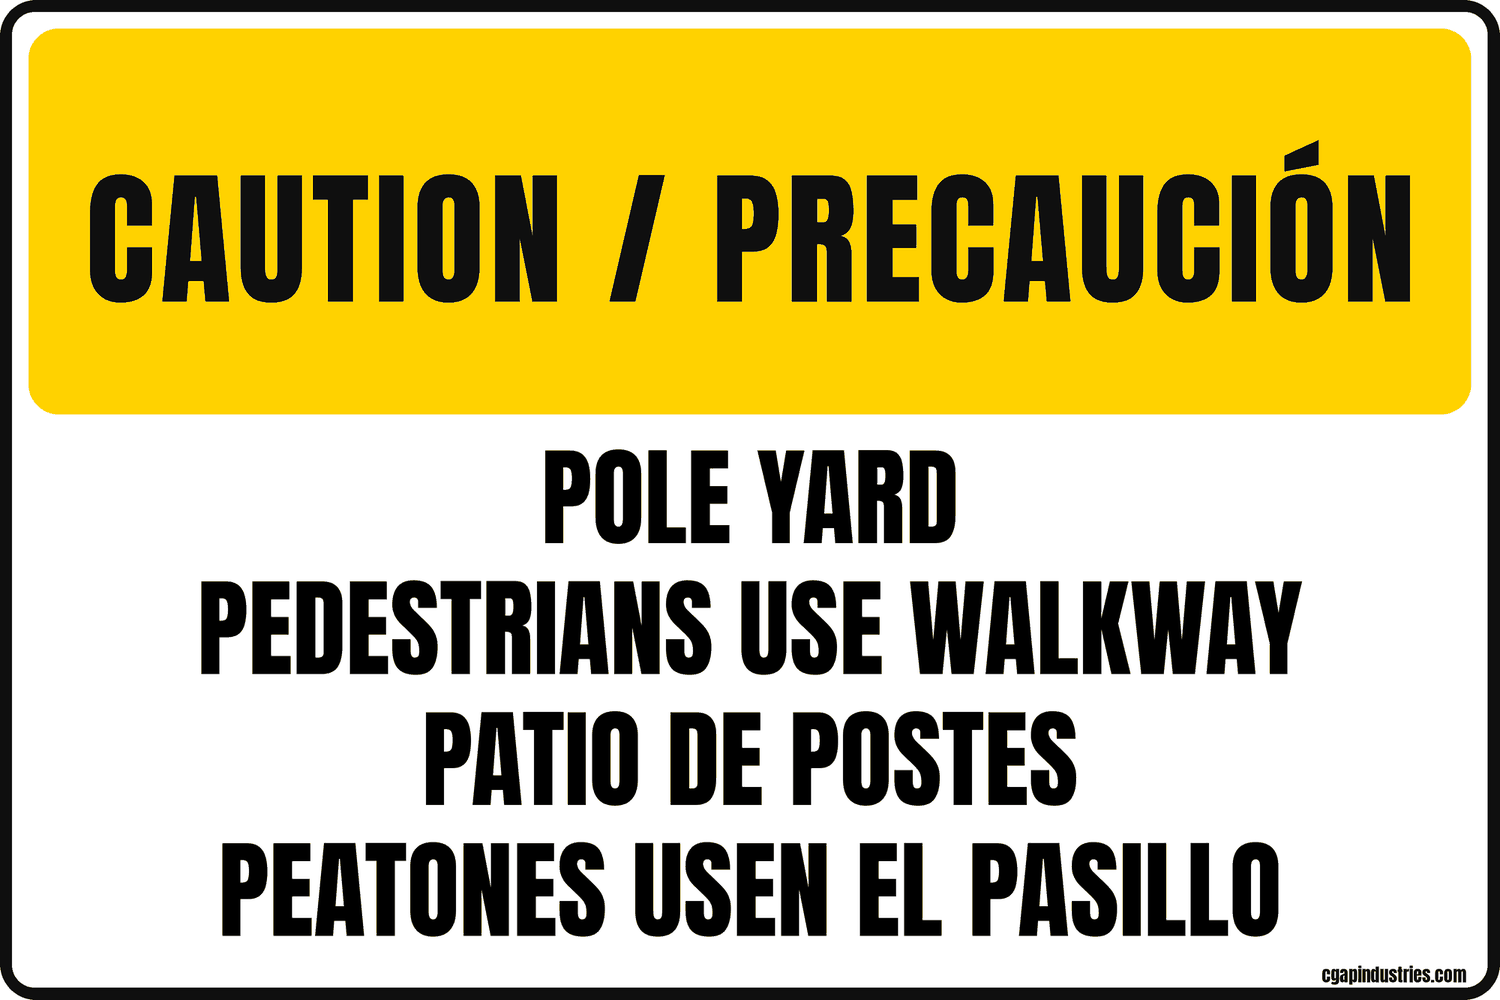 CAUTION / PRECAUCIÓN
POLE YARD
PEDESTRIANS USE WALKWAY
PATIO DE POSTES
PEATONES USEN EL PASILLO
cgapindustries.com